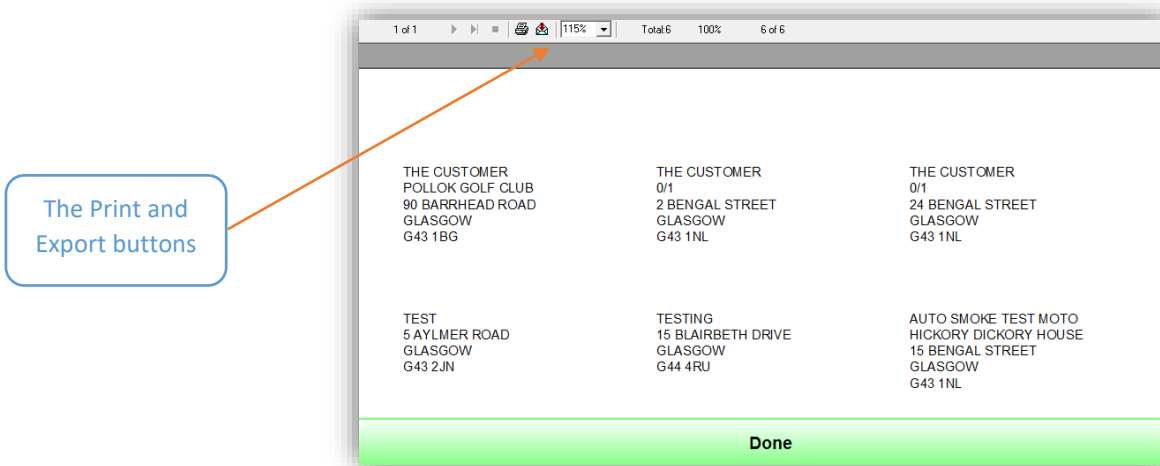 1 of 1 115% Total:6 100% 6 of 6
The Print and
Export buttons
THE CUSTOMER
POLLOK GOLF CLUB
90 BARRHEAD ROAD
GLASGOW
G43 1BG
THE CUSTOMER
0/1
2 BENGAL STREET
GLASGOW
G43 1NL
THE CUSTOMER
0/1
24 BENGAL STREET
GLASGOW
G43 1NL
TEST
5 AYLMER ROAD
GLASGOW
G43 2JN
TESTING
15 BLAIRBETH DRIVE
GLASGOW
G44 4RU
AUTO SMOKE TEST MOTO
HICKORY DICKORY HOUSE
15 BENGAL STREET
GLASGOW
G43 1NL
Done